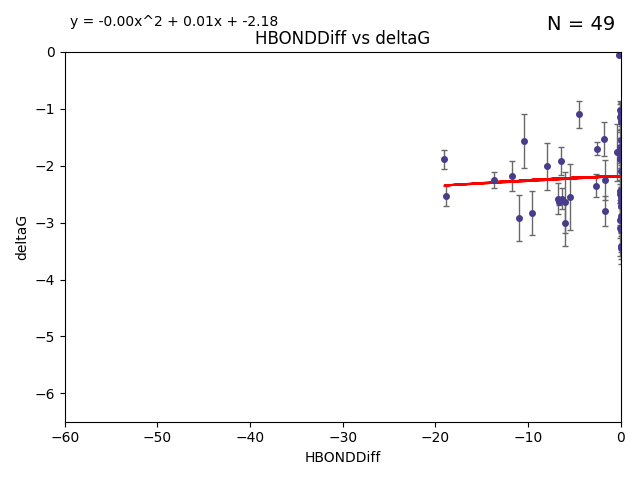 y = -0.00x^2 + 0.01x + -2.18
N = 49
HBONDDiff vs deltaG
deltaG
0
−1
−2
−3
−4
−5
−6
−60
−50
−40
−30
−20
−10
0
HBONDDiff